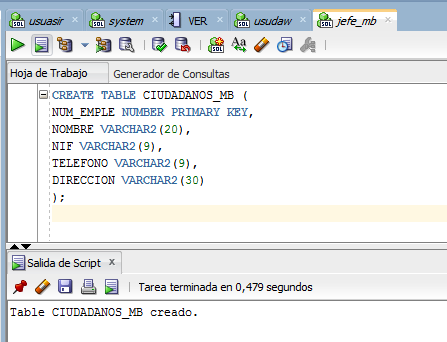 usuasir system VER usudaw jefe_mb
Hoja de Trabajo Generador de Consultas
CREATE TABLE CIUDADANOS_MB (
NUM_EMPLE NUMBER PRIMARY KEY,
NOMBRE VARCHAR2(20),
NIF VARCHAR2(9),
TELEFONO VARCHAR2(9),
DIRECCION VARCHAR2(30)
);
Salida de Script x
Tarea terminada en 0,479 segundos
Table CIUDADANOS_MB creado.